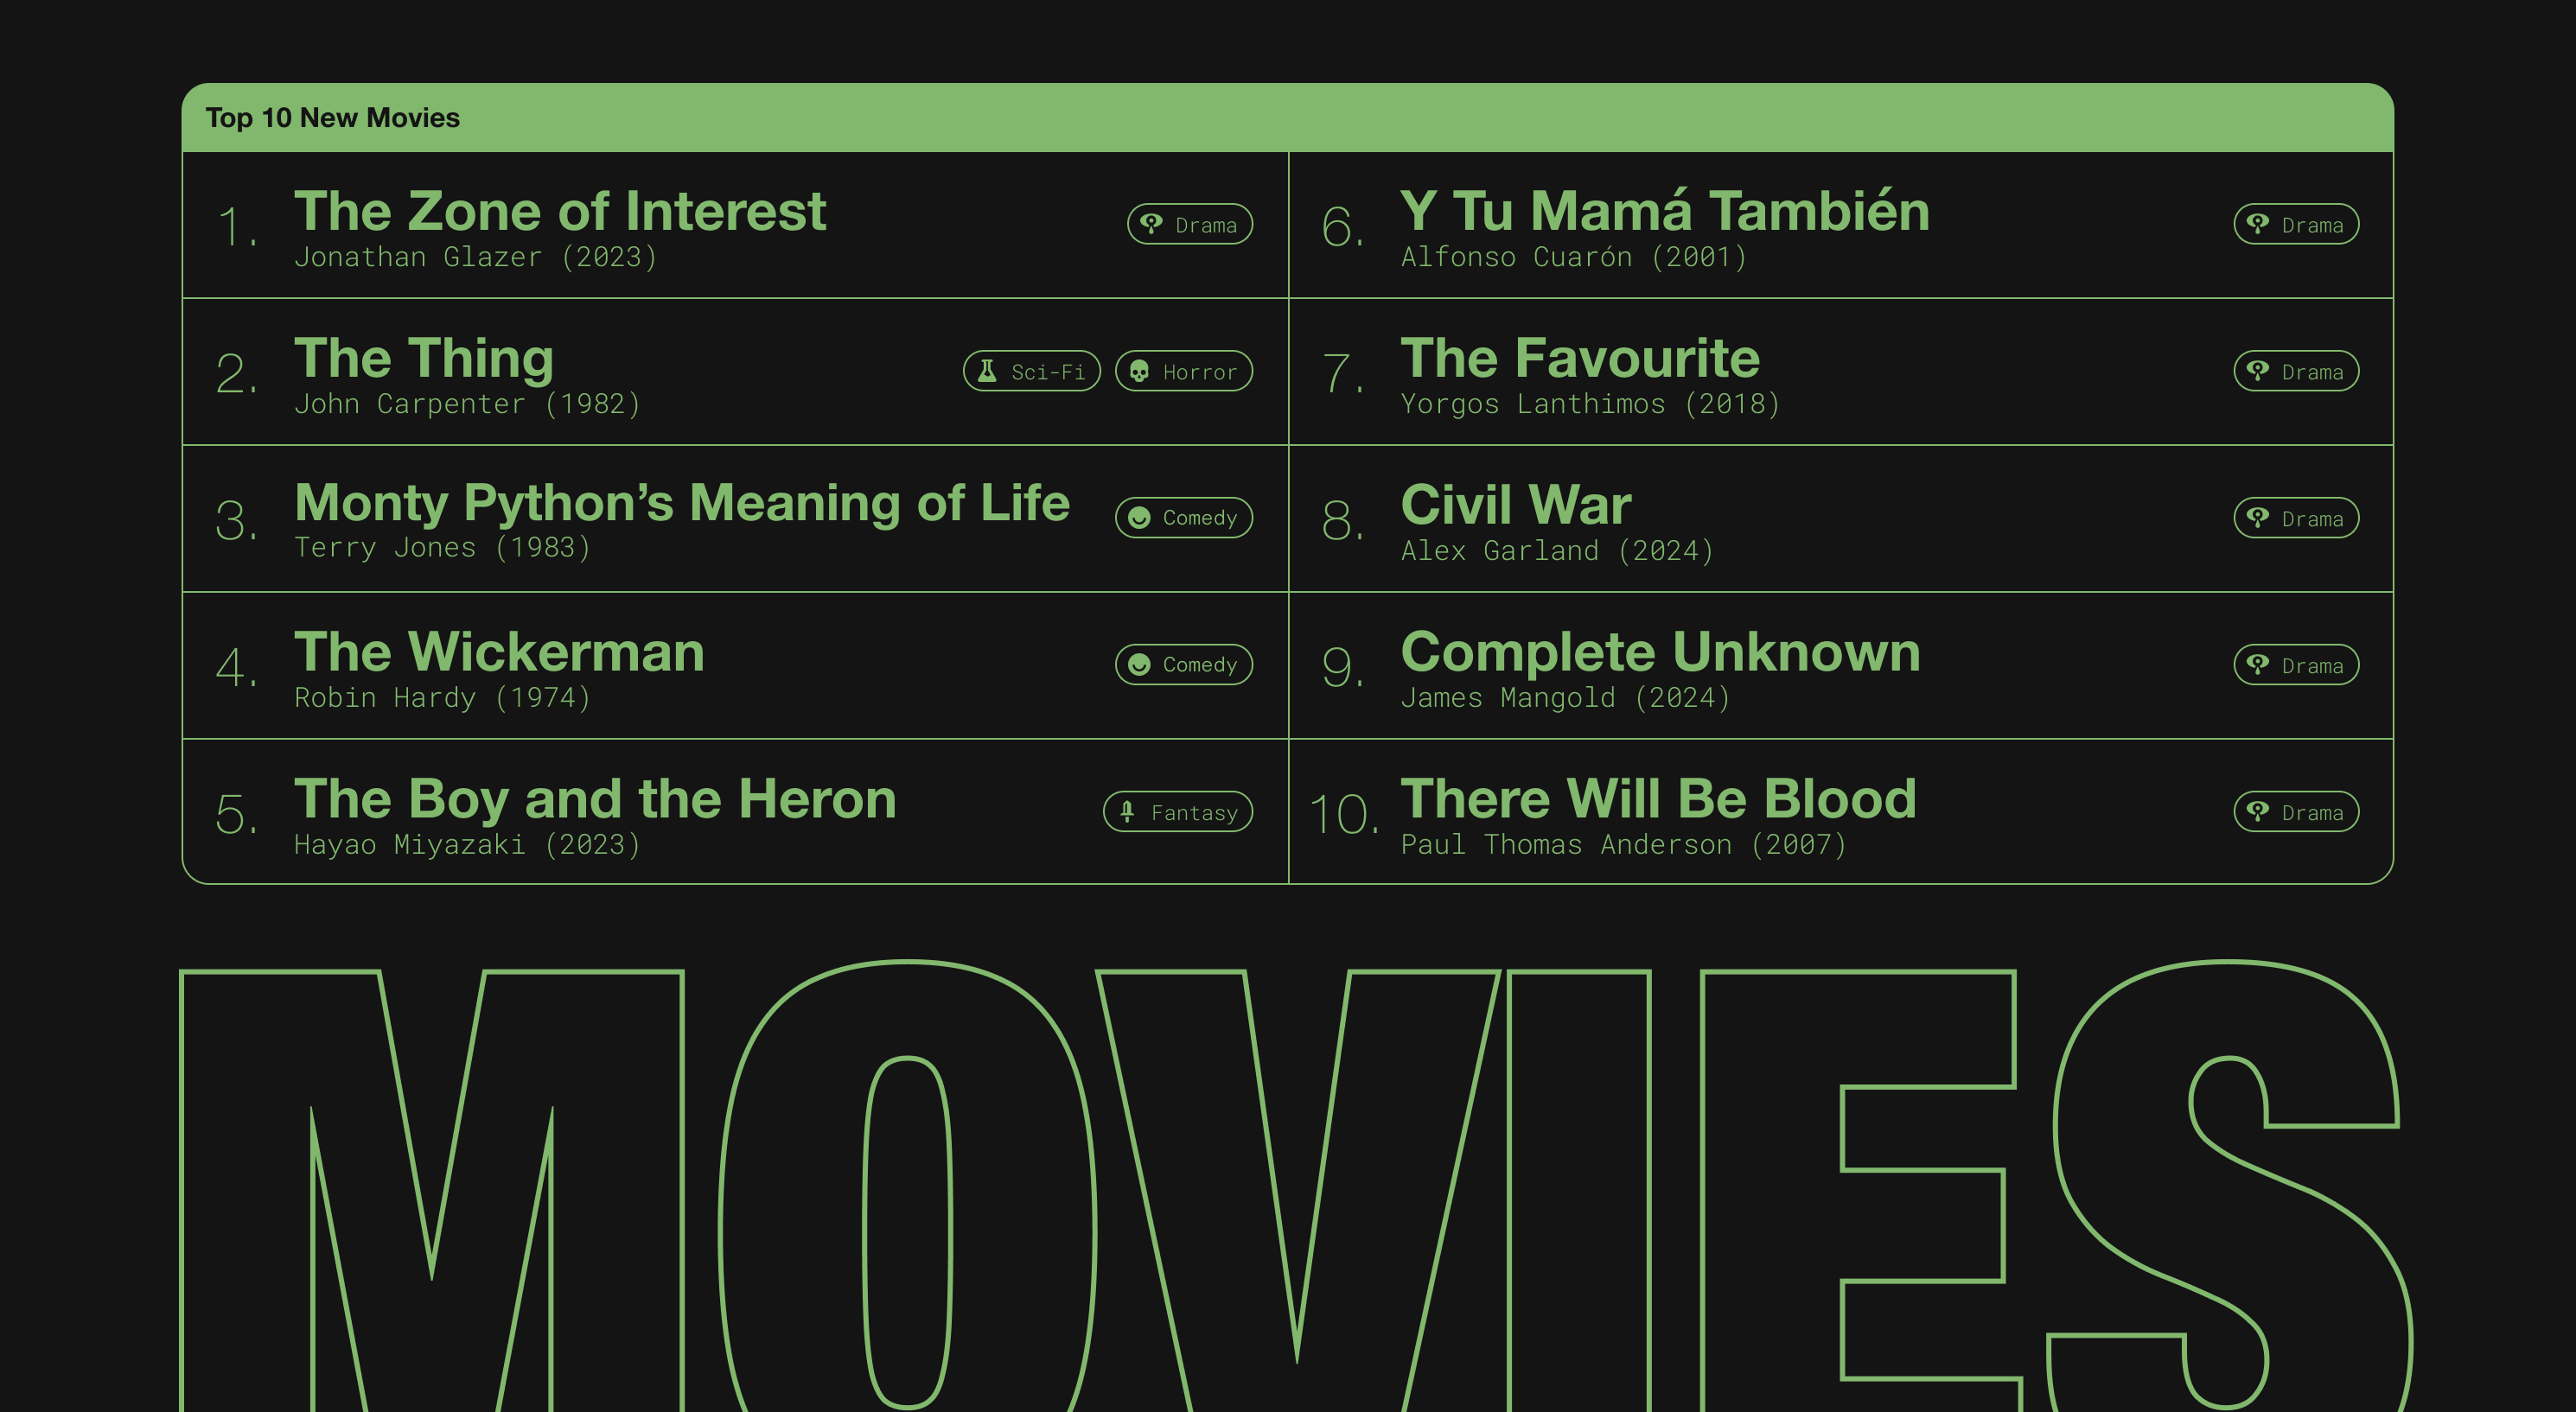 Top 10 New Movies
1.
The Zone of Interest
Jonathan Glazer (2023)
Drama
2.
The Thing
John Carpenter (1982)
Sci-Fi
Horror
3.
Monty Python’s Meaning of Life
Terry Jones (1983)
Comedy
4.
The Wickerman
Robin Hardy (1974)
Comedy
5.
The Boy and the Heron
Hayao Miyazaki (2023)
Fantasy
6.
Y Tu Mamá También
Alfonso Cuarón (2001)
Drama
7.
The Favourite
Yorgos Lanthimos (2018)
Drama
8.
Civil War
Alex Garland (2024)
Drama
9.
Complete Unknown
James Mangold (2024)
Drama
10.
There Will Be Blood
Paul Thomas Anderson (2007)
Drama
MOVIES